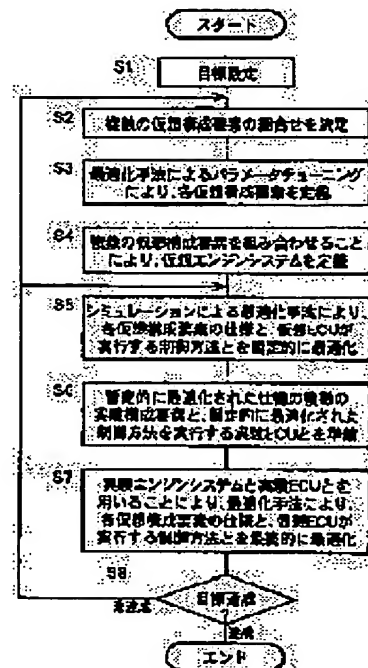 スタート
S1
目標設定
S2
複数の仮想構成要素の組合せを決定
S3
最適化手法によるパラメータチューニング
により、各仮想構成要素を定義
S4
複数の仮想構成要素を組み合わせること
により、仮想エンジンシステムを定義
S5
シミュレーションによる最適化手法により、
各仮想構成要素の仕様と、仮想ECUが
実行する制御方法とを暫定的に最適化
S6
暫定的に最適化された仕様の複数の
実験構成要素と、暫定的に最適化された
制御方法を実行する実験ECUとを準備
S7
実験エンジンシステムと実験ECUとを
用いることにより、最適化手法により、
各仮想構成要素の仕様と、仮想ECUが
実行する制御方法とを最終的に最適化
S8
目標達成
?
未達成
達成
エンド